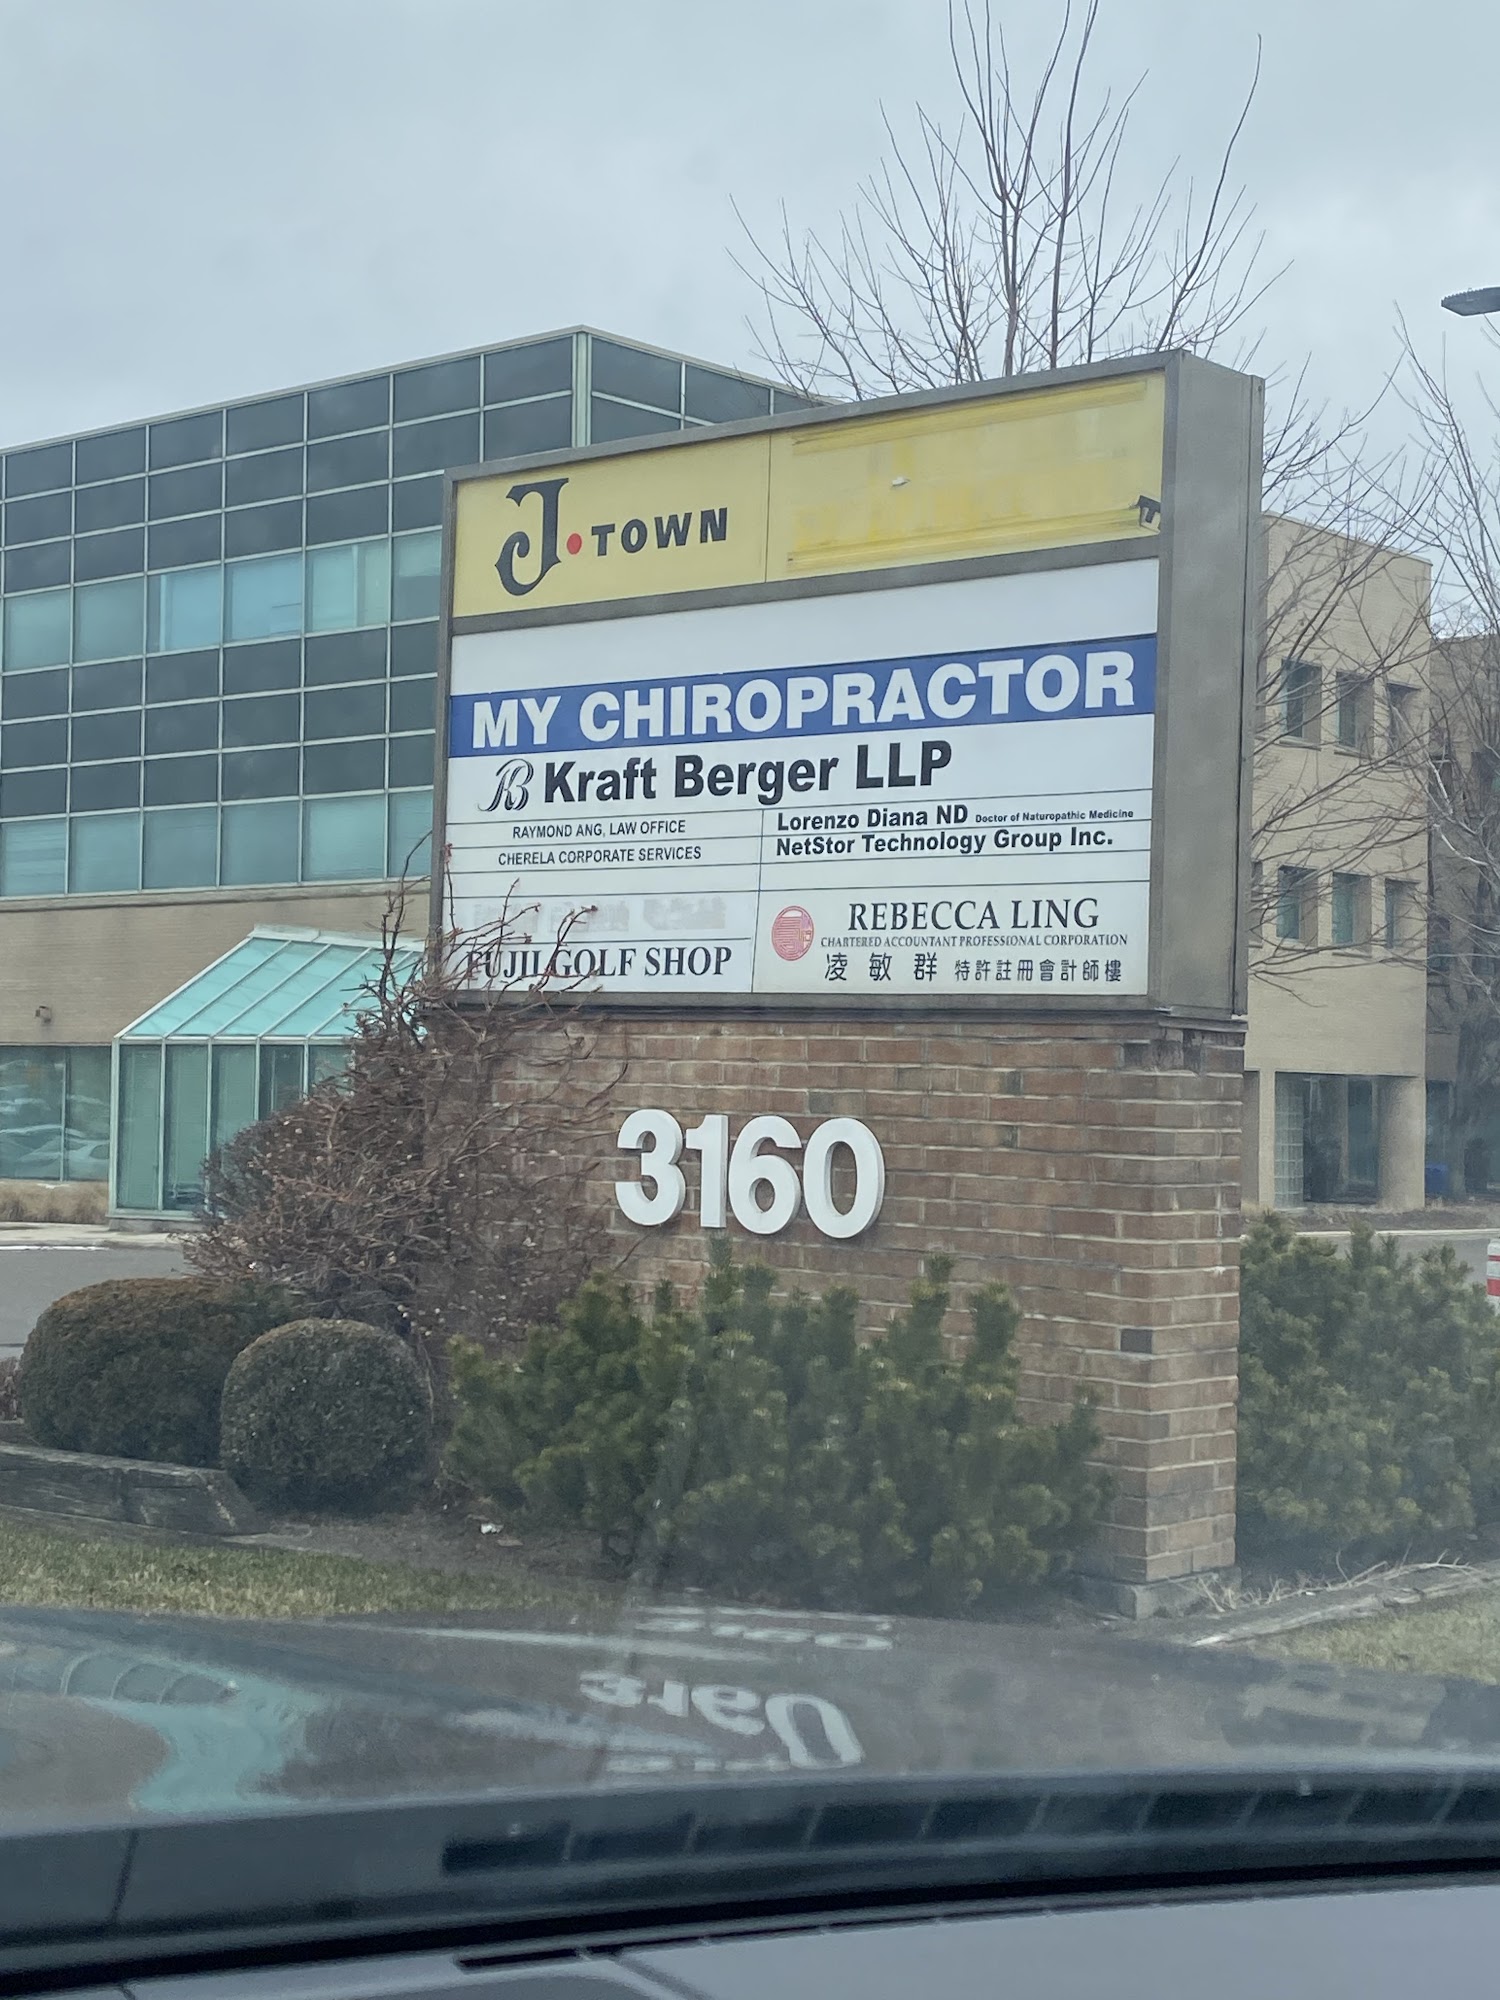 J·TOWN
MY CHIROPRACTOR
Kraft Berger LLP
RAYMOND ANG, LAW OFFICE
CHERELA CORPORATE SERVICES
Lorenzo Diana ND Doctor of Naturopathic Medicine
NetStor Technology Group Inc.
FUJII GOLF SHOP
REBECCA LING
CHARTERED ACCOUNTANT PROFESSIONAL CORPORATION
凌敏群 特許註冊會計師樓
3160